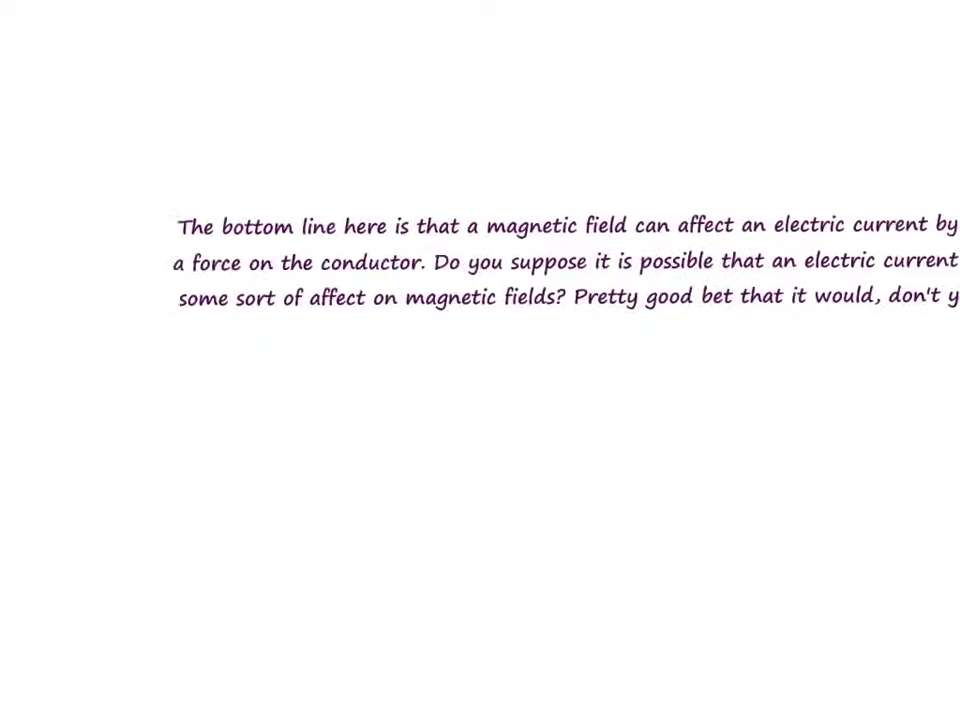 The bottom line here is that a magnetic field can affect an electric current by
a force on the conductor. Do you suppose it is possible that an electric current
some sort of affect on magnetic fields? Pretty good bet that it would, don't